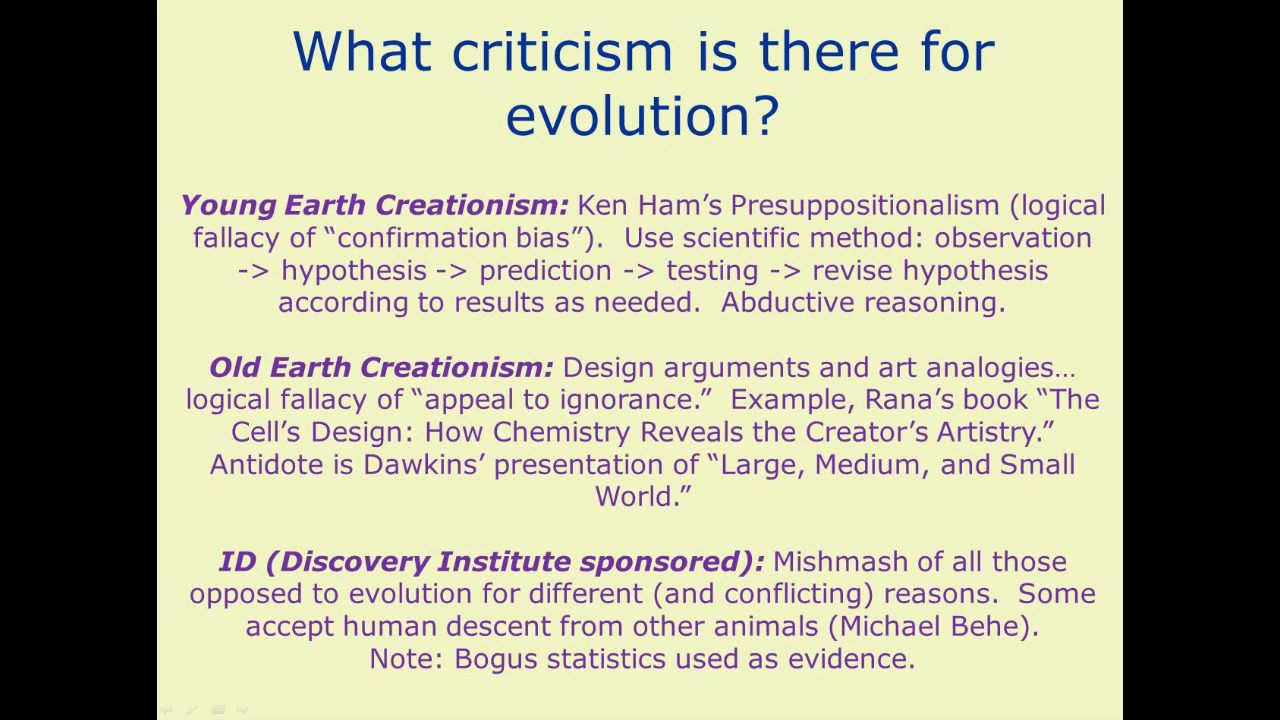 What criticism is there for
evolution?
Young Earth Creationism: Ken Ham’s Presuppositionalism (logical
fallacy of “confirmation bias”).  Use scientific method: observation
-> hypothesis -> prediction -> testing -> revise hypothesis
according to results as needed.  Abductive reasoning.
Old Earth Creationism: Design arguments and art analogies…
logical fallacy of “appeal to ignorance.”  Example, Rana’s book “The
Cell’s Design: How Chemistry Reveals the Creator’s Artistry.”
Antidote is Dawkins’ presentation of “Large, Medium, and Small
World.”
ID (Discovery Institute sponsored): Mishmash of all those
opposed to evolution for different (and conflicting) reasons.  Some
accept human descent from other animals (Michael Behe).
Note: Bogus statistics used as evidence.